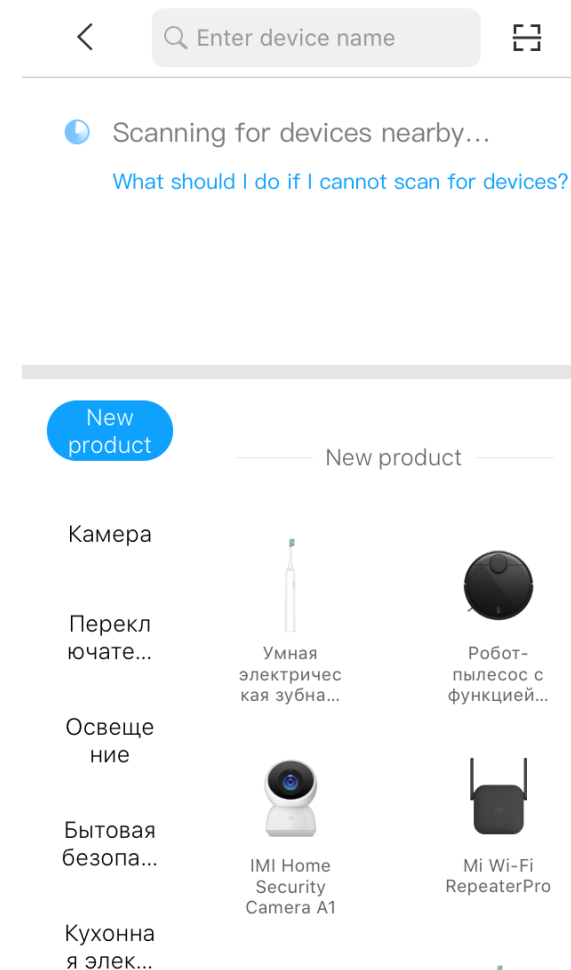 Enter device name
Scanning for devices nearby...
What should I do if I cannot scan for devices?
New
product
New product
Камера
Перекл
ючате...
Освеще
ние
Бытовая
безопа...
Кухонна
я элек...
Умная
электричес
кая зубна...
Робот-
пылесос с
функцией...
IMI Home
Security
Camera A1
Mi Wi-Fi
RepeaterPro